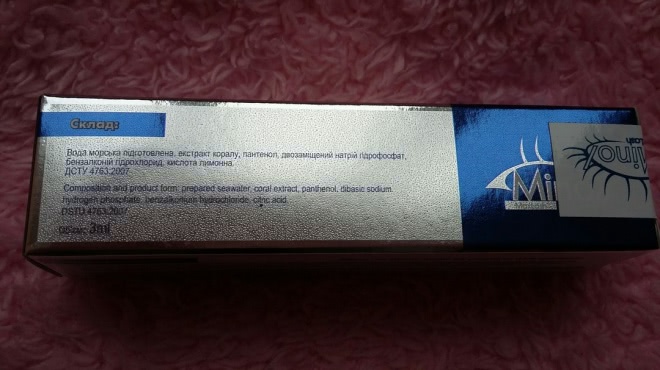 Склад:
Вода морська підготовлена, екстракт коралу, пантенол, двозаміщений натрій гідрофосфат,
Бензалконій гідрохлорид, кислота лимонна.
ДСТУ 4763:2007
Composition and product form: prepared seawater, coral extract, panthenol, dibasic sodium
hydrogen phosphate, benzalkonium hydrochloride, citric acid.
DSTU 4763:2007
3ml